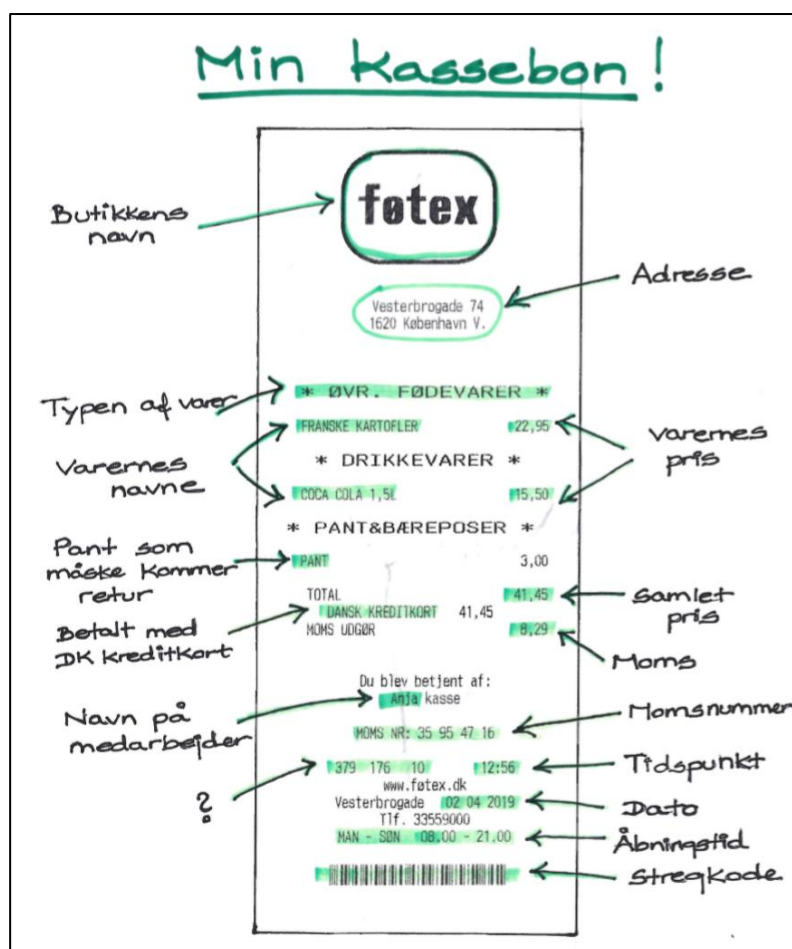 Min Kassebon!
Butikkens
navn
føtex
Adresse
Vesterbrogade 74
1620 København V.
Typen af varer
* ØVR. FØDEVARER *
FRANSKE KARTOFLER 22,95
Varernes
pris
Varernes
navne
* DRIKKEVARER *
COCA COLA 1,5L 15,50
* PANT&BÆREPOSER *
Pant som
måske kommer
retur
PANT 3,00
TOTAL 41,45
Samlet
pris
DANSK KREDITKORT 41,45
Betalt med
DK kreditkort
MOMS UDGØR 8,29
Moms
Du blev betjent af:
Anja kasse
Navn på
medarbejder
Momsnummer
MOMS NR: 35 95 47 16
379 176 10 12:56
Tidspunkt
?
www.føtex.dk
Vesterbrogade 02 04 2019
Dato
Tlf. 33559000
MAN - SØN 08.00 - 21.00
Åbningstid
Stregkode